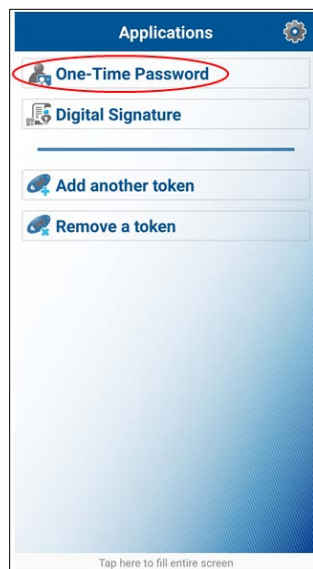 Applications
One-Time Password
Digital Signature
Add another token
Remove a token
Tap here to fill entire screen